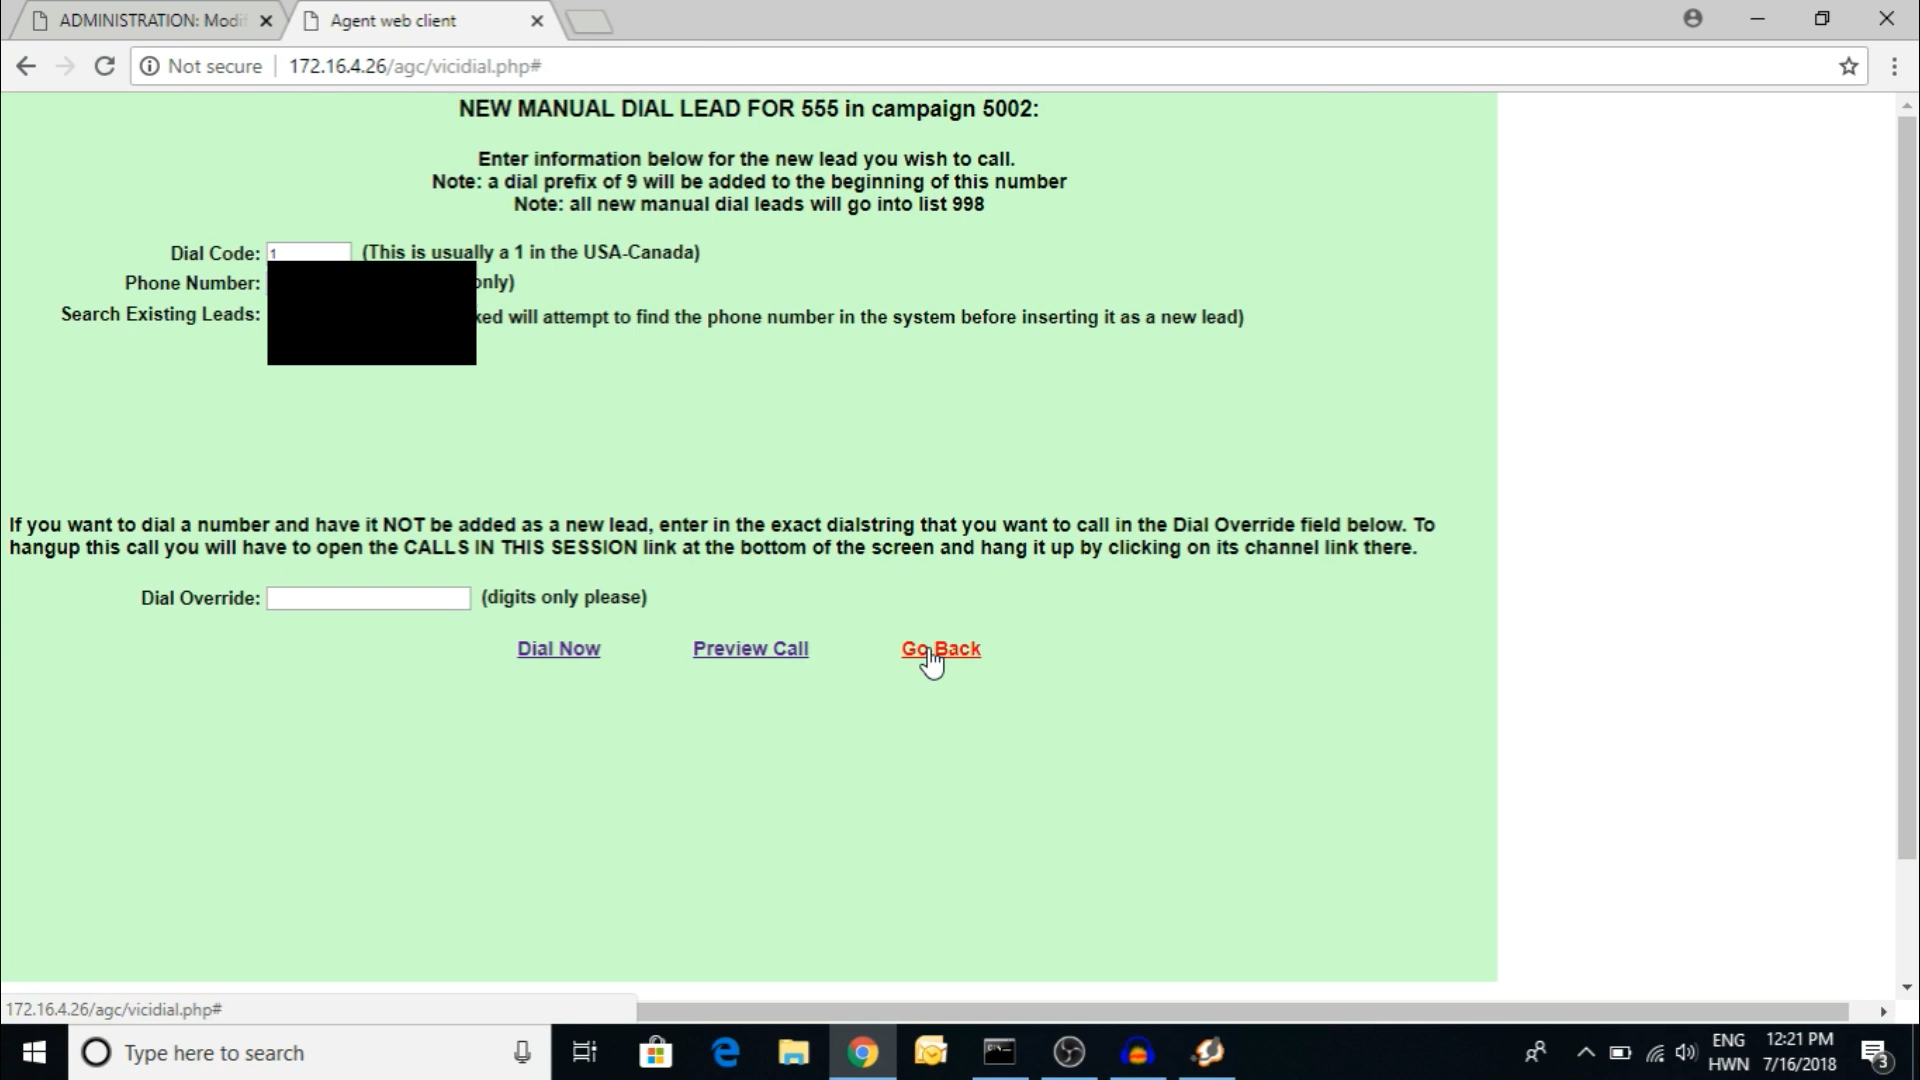 ADMINISTRATION: Modi
Agent web client
Not secure
172.16.4.26/agc/vicidial.php#
NEW MANUAL DIAL LEAD FOR 555 in campaign 5002:
Enter information below for the new lead you wish to call.
Note: a dial prefix of 9 will be added to the beginning of this number
Note: all new manual dial leads will go into list 998
Dial Code: 1 (This is usually a 1 in the USA-Canada)
Phone Number: only)
Search Existing Leads: ked will attempt to find the phone number in the system before inserting it as a new lead)
If you want to dial a number and have it NOT be added as a new lead, enter in the exact dialstring that you want to call in the Dial Override field below. To
hangup this call you will have to open the CALLS IN THIS SESSION link at the bottom of the screen and hang it up by clicking on its channel link there.
Dial Override: (digits only please)
Dial Now Preview Call Go Back
172.16.4.26/agc/vicidial.php#
Type here to search
ENG
HWN
12:21 PM
7/16/2018
3